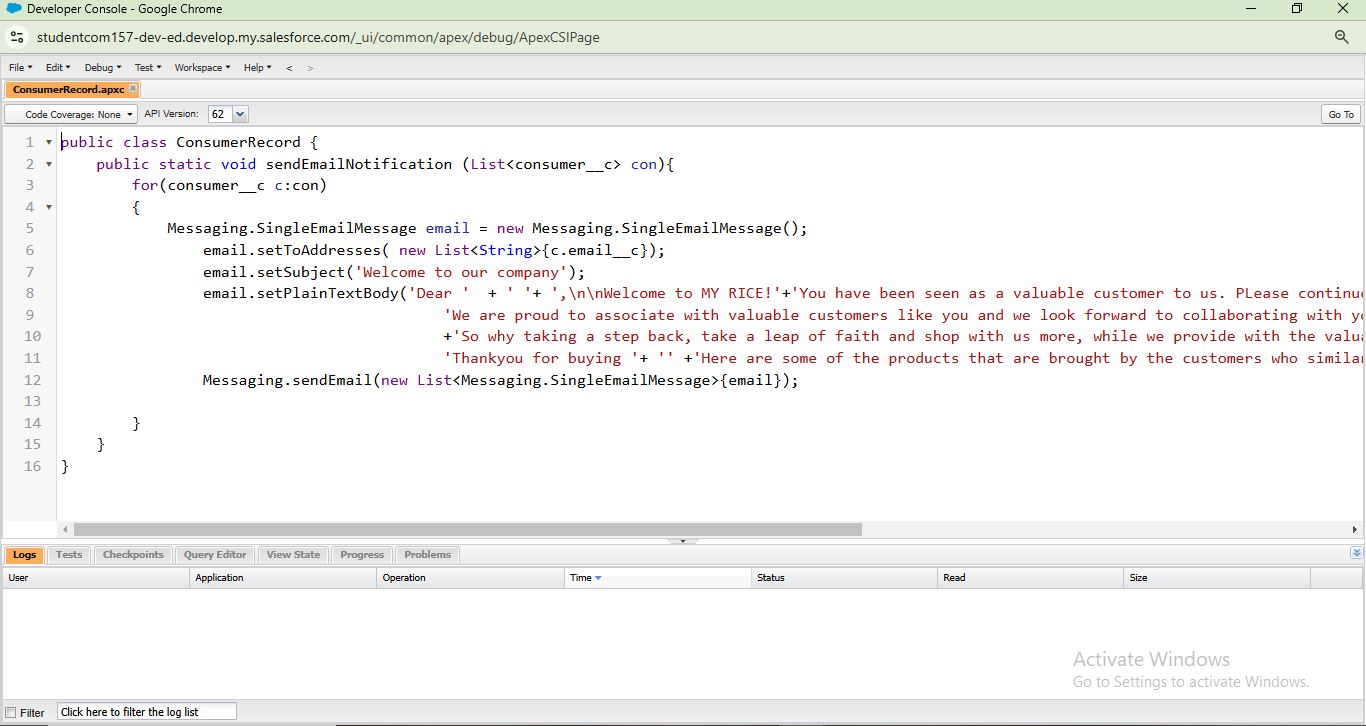 Developer Console - Google Chrome
studentcom157-dev-ed.develop.my.salesforce.com/_ui/common/apex/debug/ApexCSIPage
File Edit Debug Test Workspace Help < >
ConsumerRecord.apxc
Code Coverage: None API Version: 62 Go To
1 public class ConsumerRecord {
2 public static void sendEmailNotification (List<consumer__c> con){
3 for(consumer__c c:con)
4 {
5 Messaging.SingleEmailMessage email = new Messaging.SingleEmailMessage();
6 email.setToAddresses( new List<String>{c.email__c});
7 email.setSubject('Welcome to our company');
8 email.setPlainTextBody('Dear ' + ' '+ ',\n\nWelcome to MY RICE!'+'You have been seen as a valuable customer to us. PLease continu
9 'We are proud to associate with valuable customers like you and we look forward to collaborating with y
10 +'So why taking a step back, take a leap of faith and shop with us more, while we provide with the valu
11 'Thankyou for buying '+ '' +'Here are some of the products that are brought by the customers who simila
12 Messaging.sendEmail(new List<Messaging.SingleEmailMessage>{email});
13
14 }
15 }
16 }
Logs Tests Checkpoints Query Editor View State Progress Problems
User Application Operation Time Status Read Size
Activate Windows
Go to Settings to activate Windows.
Filter Click here to filter the log list